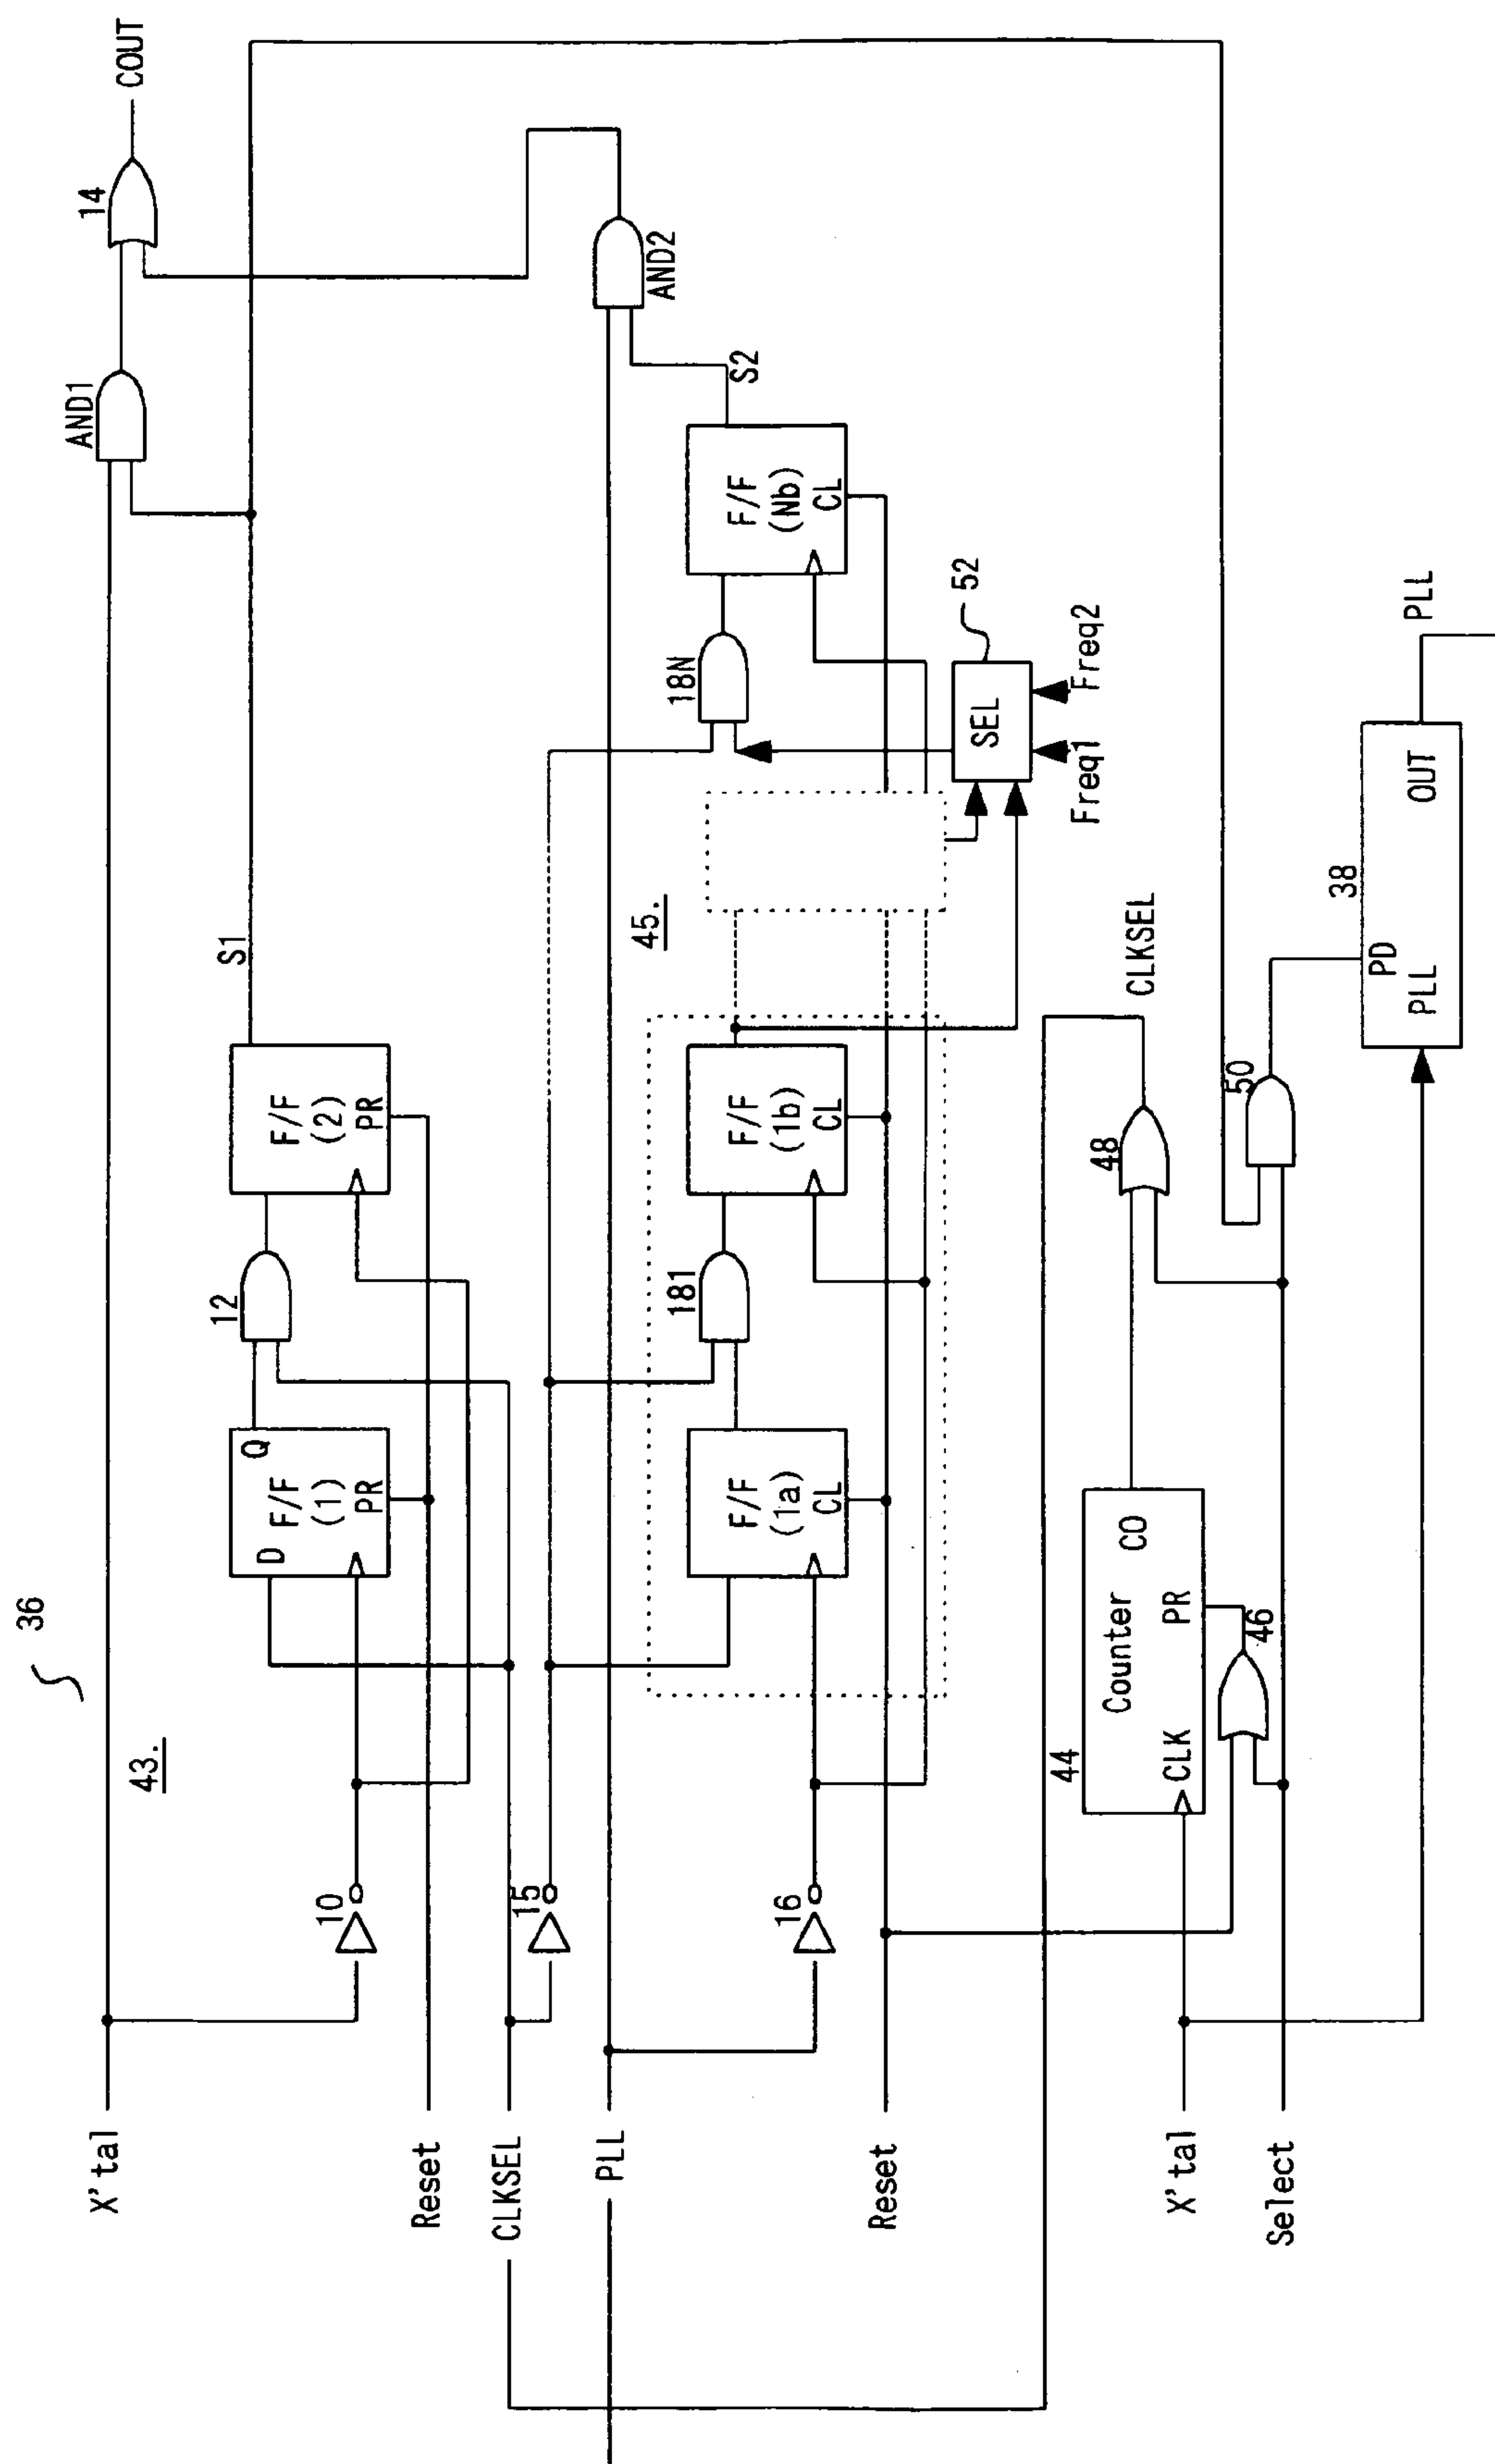 36
43.
X'tal
10
D
Q
F/F
(1)
PR
12
F/F
(2)
PR
S1
AND1
14
COUT
Reset
CLKSEL
15
PLL
16
F/F
(1a)
CL
181
F/F
(1b)
CL
45.
18N
F/F
(Nb)
CL
S2
AND2
SEL
52
Freq1
Freq2
Reset
44
Counter
CLK
PR
CO
46
48
CLKSEL
50
X'tal
Select
38
PD
PLL
OUT
PLL